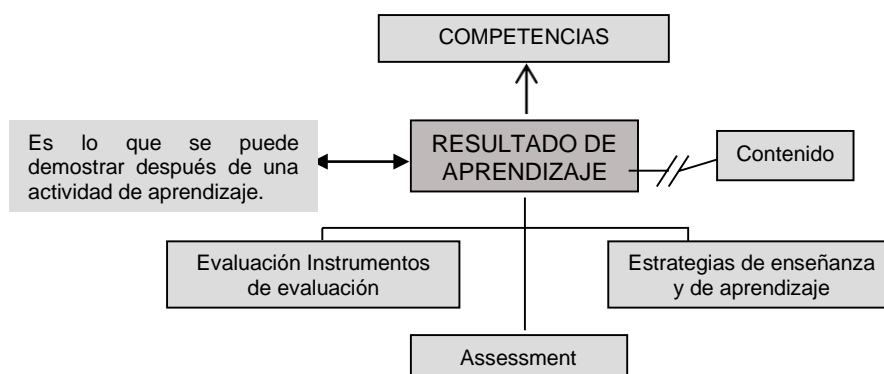 COMPETENCIAS
Es lo que se puede
demostrar después de una
actividad de aprendizaje.
RESULTADO DE
APRENDIZAJE
Contenido
Evaluación Instrumentos
de evaluación
Estrategias de enseñanza
y de aprendizaje
Assessment